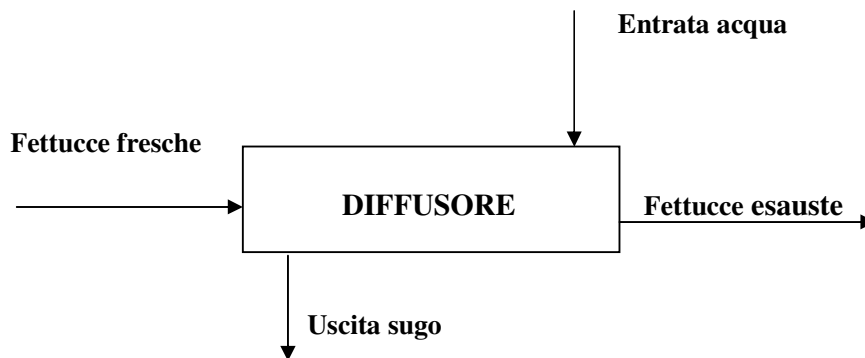 Entrata acqua
Fettucce fresche
DIFFUSORE
Fettucce esauste
Uscita sugo